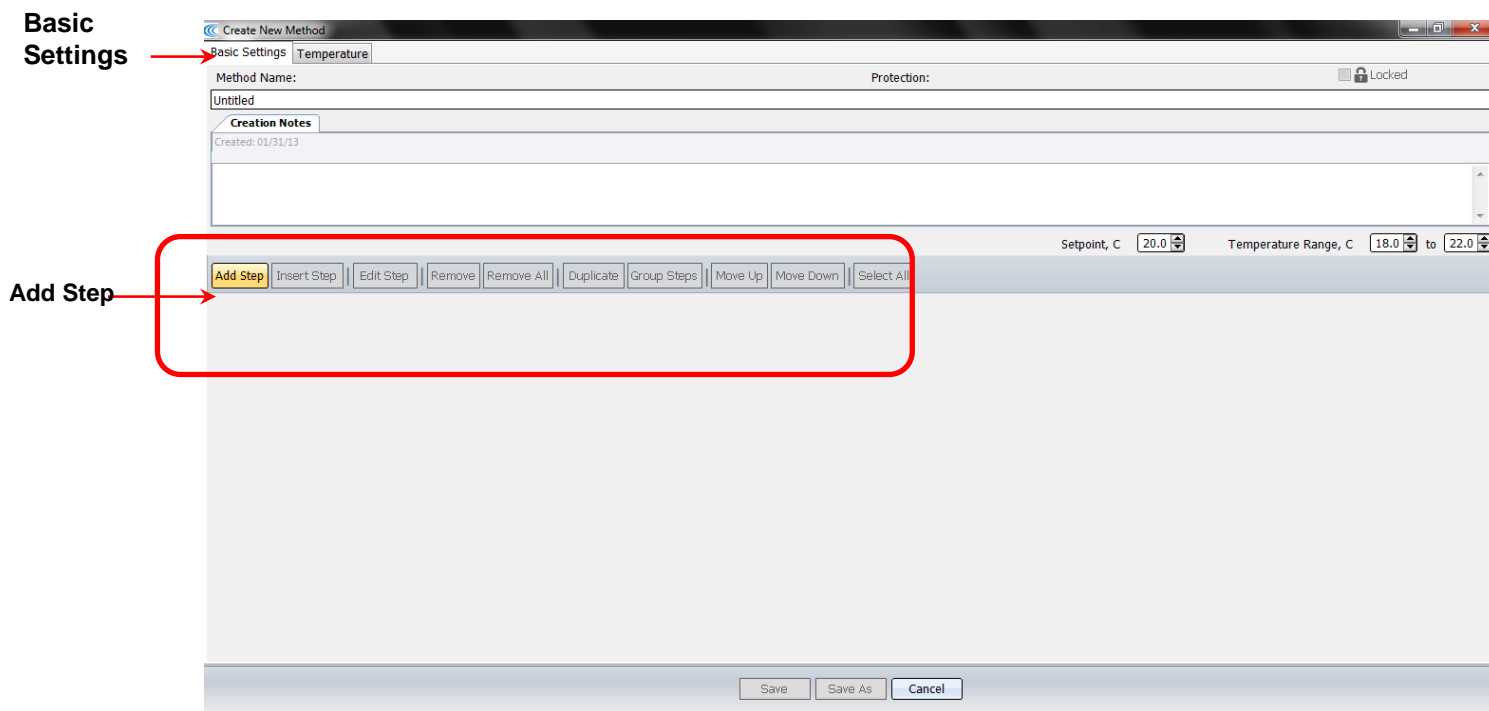 Basic
Settings
Create New Method
Basic Settings Temperature
Method Name: Protection: Locked
Untitled
Creation Notes
Created: 01/31/13
Setpoint, C 20.0 Temperature Range, C 18.0 to 22.0
Add Step Insert Step Edit Step Remove Remove All Duplicate Group Steps Move Up Move Down Select All
Add Step
Save Save As Cancel